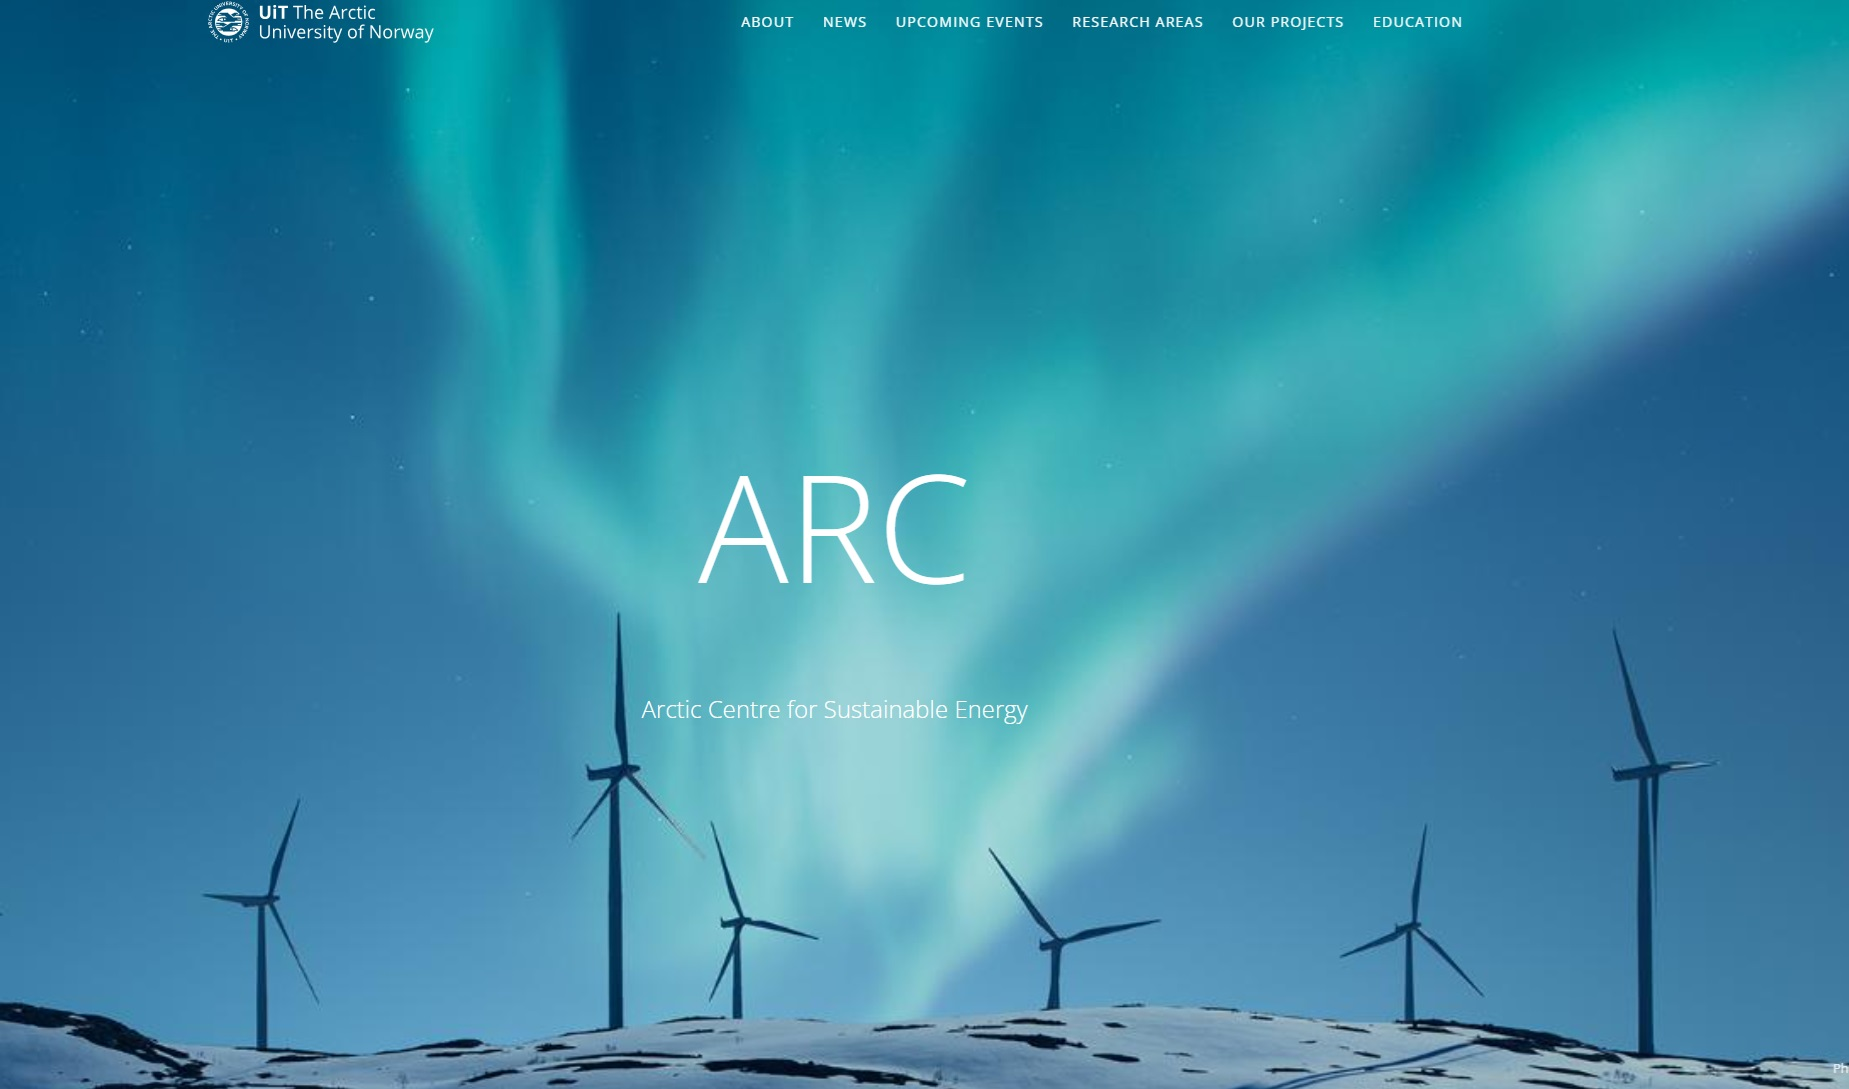 UiT The Arctic
University of Norway
ABOUT NEWS UPCOMING EVENTS RESEARCH AREAS OUR PROJECTS EDUCATION
ARC
Arctic Centre for Sustainable Energy